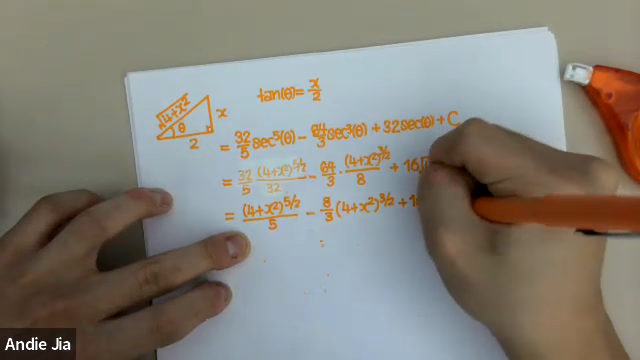 tan(θ) = x/2
√4+x²
x
θ
2
= 32/5 sec⁵(θ) - 64/3 sec³(θ) + 32 sec(θ) + C
= 32/5 (4+x²)^5/2 / 32 - 64/3 · (4+x²)^3/2 / 8 + 16√
= (4+x²)^5/2 / 5 - 8/3 (4+x²)^3/2 + 1
Andie Jia